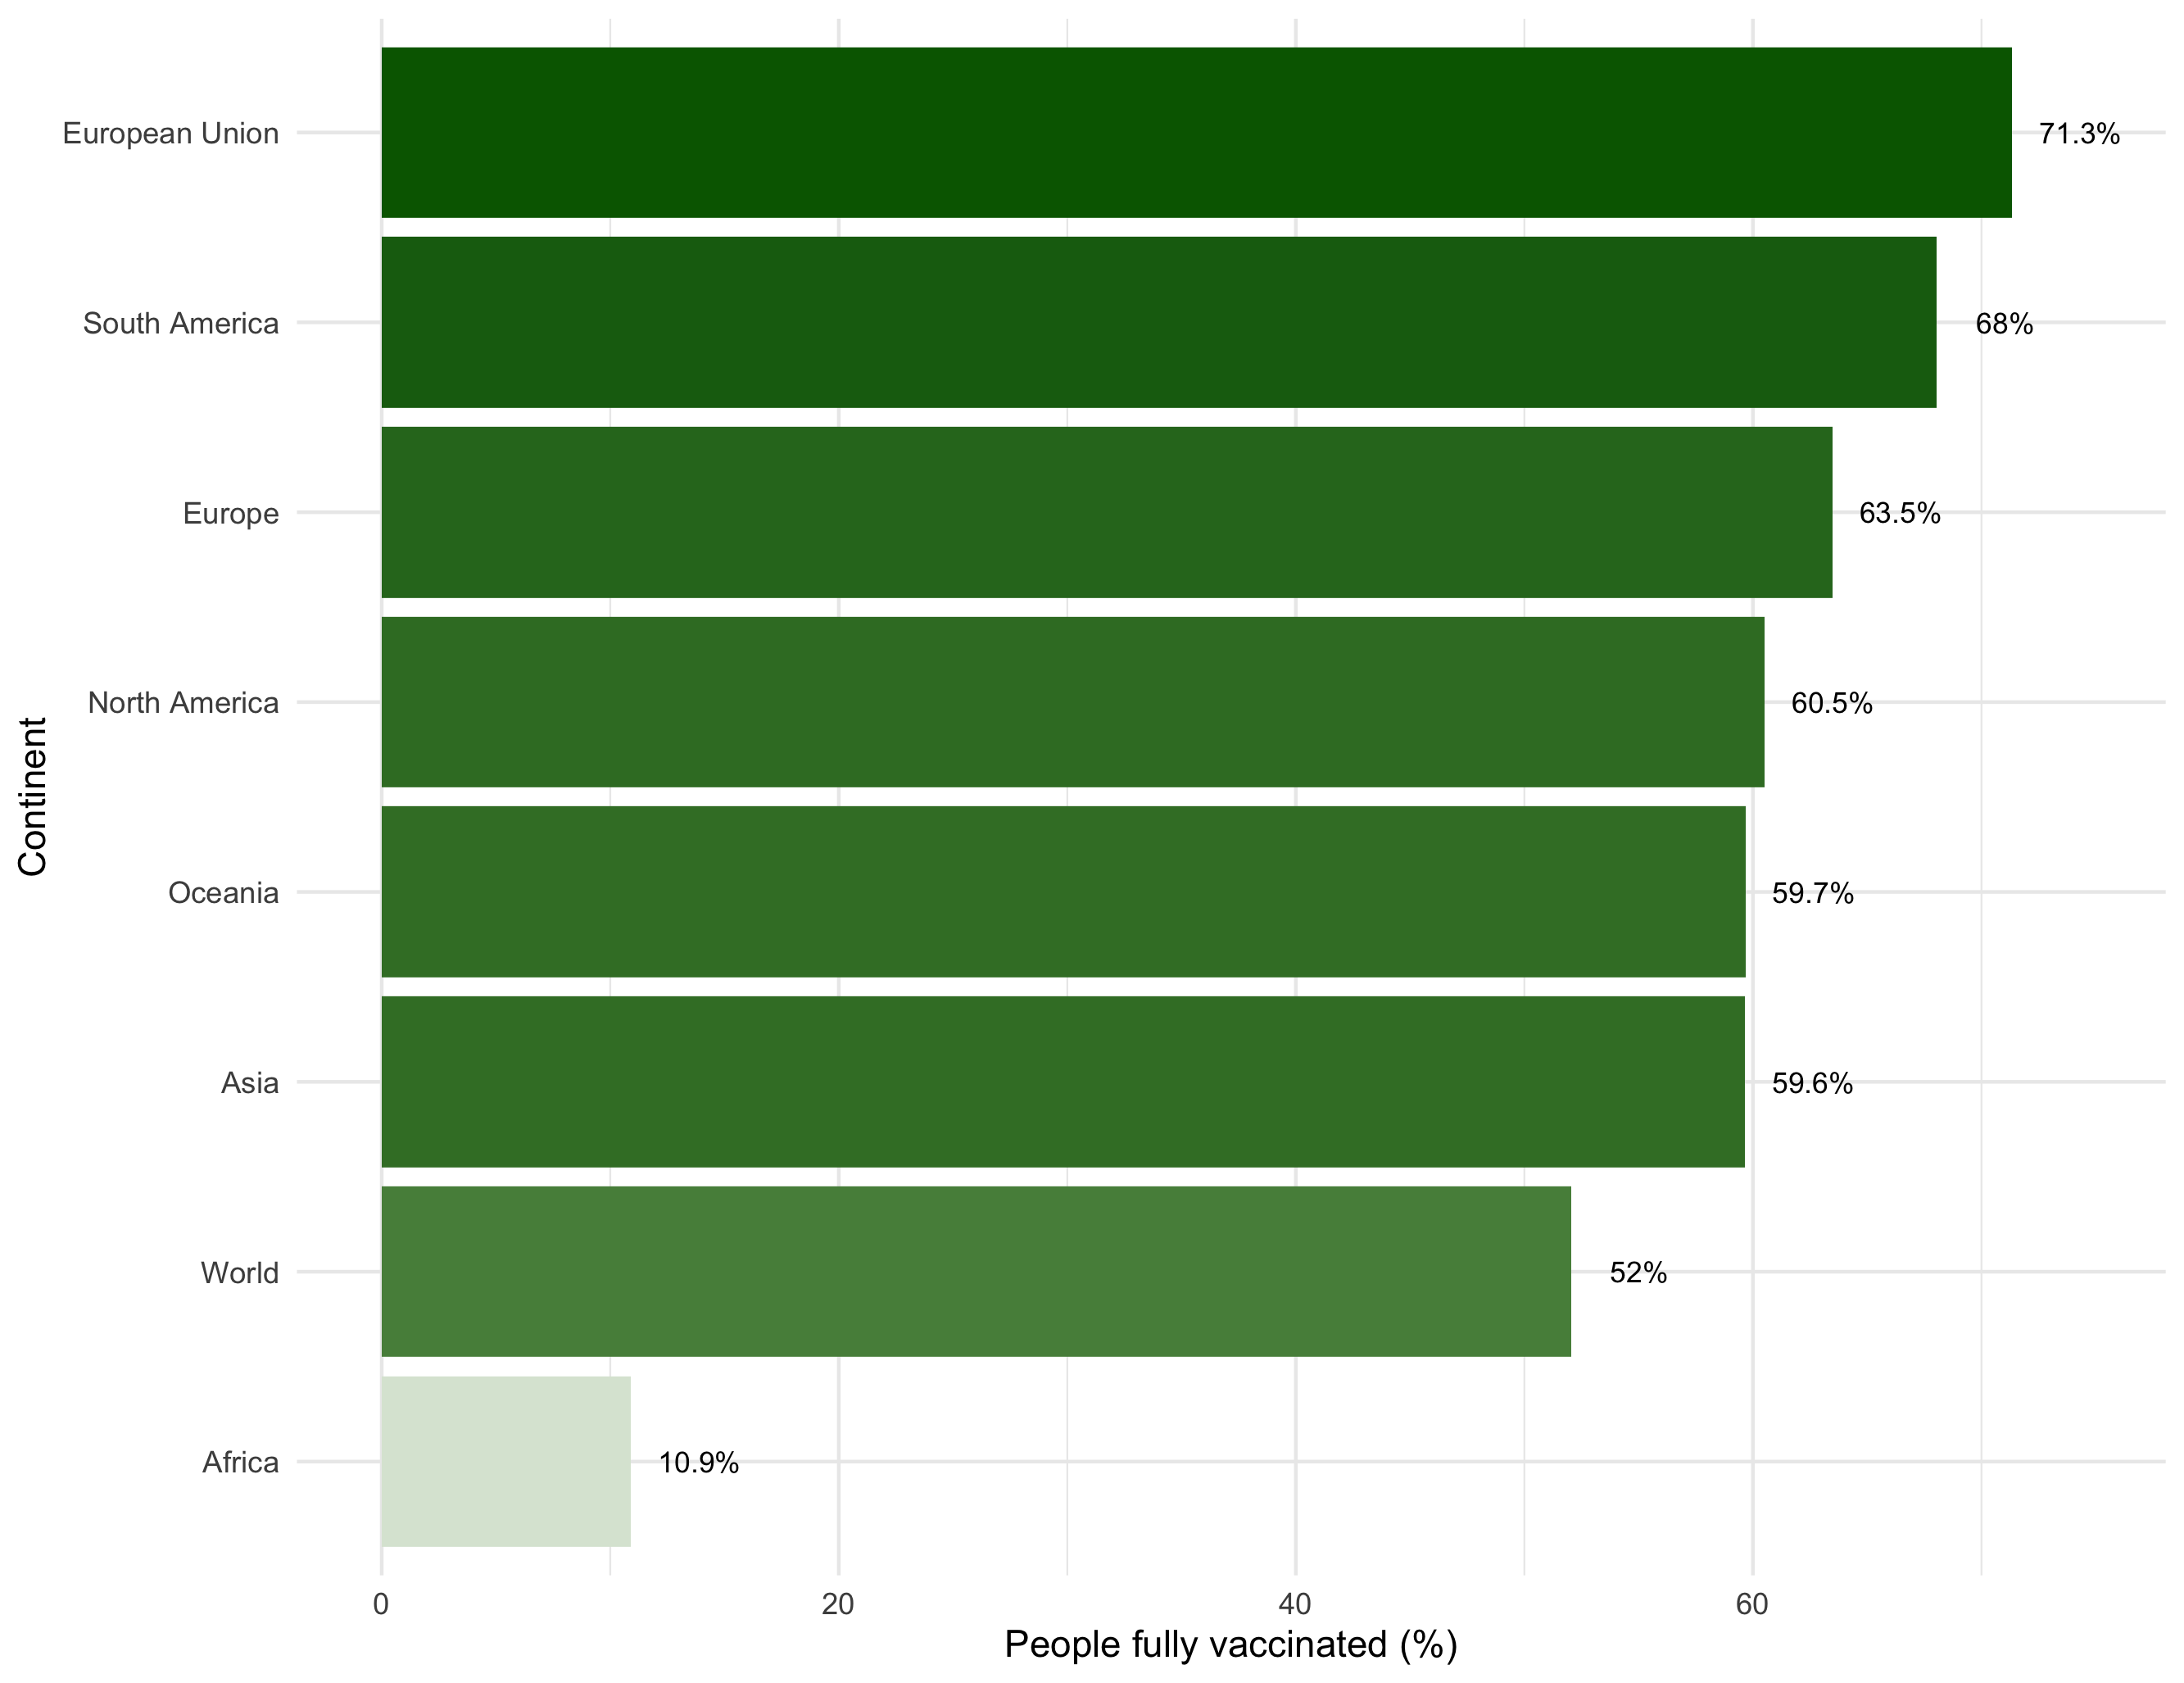 European Union
71.3%
South America
68%
Europe
63.5%
North America
60.5%
Continent
Oceania
59.7%
Asia
59.6%
World
52%
Africa
10.9%
0 20 40 60
People fully vaccinated (%)